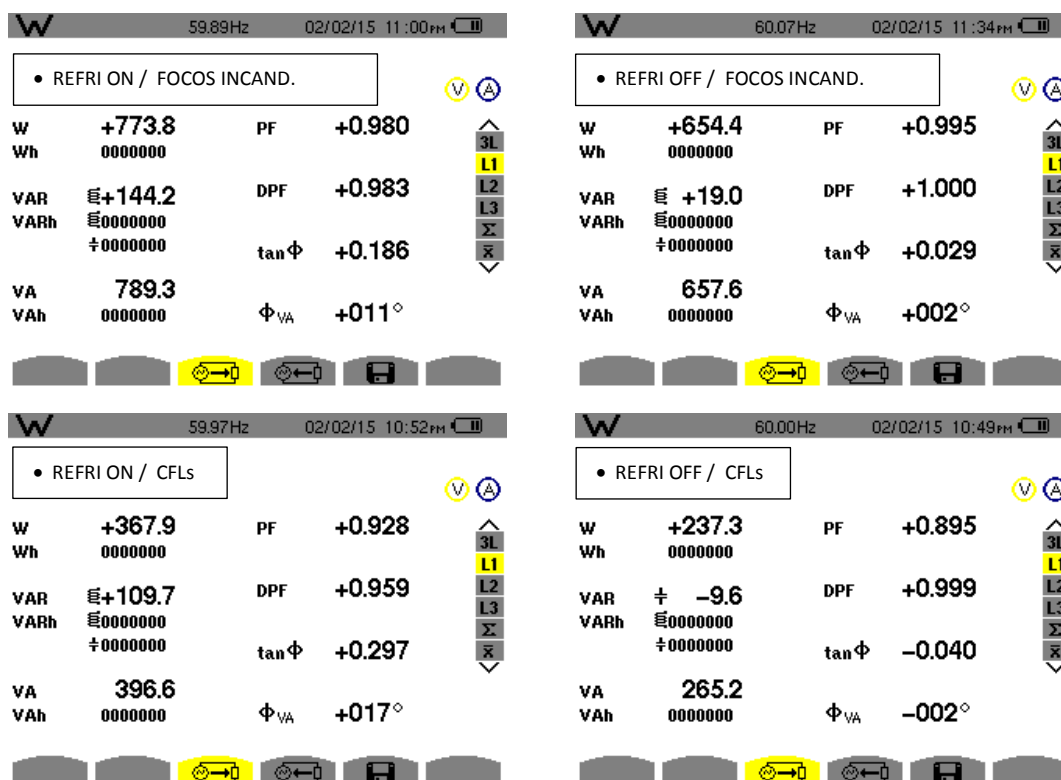 59.89Hz 02/02/15 11:00PM
• REFRI ON / FOCOS INCAND.
V A
W +773.8 PF +0.980
Wh 0000000
3L
L1
VAR +144.2 DPF +0.983
L2
VARh 0000000
L3
Σ
0000000 tanΦ +0.186
x̅
VA 789.3
VAh 0000000 ΦVA +011°
60.07Hz 02/02/15 11:34PM
• REFRI OFF / FOCOS INCAND.
V A
W +654.4 PF +0.995
Wh 0000000
3L
L1
VAR +19.0 DPF +1.000
L2
VARh 0000000
L3
Σ
0000000 tanΦ +0.029
x̅
VA 657.6
VAh 0000000 ΦVA +002°
59.97Hz 02/02/15 10:52PM
• REFRI ON / CFLs
V A
W +367.9 PF +0.928
Wh 0000000
3L
L1
VAR +109.7 DPF +0.959
L2
VARh 0000000
L3
Σ
0000000 tanΦ +0.297
x̅
VA 396.6
VAh 0000000 ΦVA +017°
60.00Hz 02/02/15 10:49PM
• REFRI OFF / CFLs
V A
W +237.3 PF +0.895
Wh 0000000
3L
L1
VAR −9.6 DPF +0.999
L2
VARh 0000000
L3
Σ
0000000 tanΦ −0.040
x̅
VA 265.2
VAh 0000000 ΦVA −002°